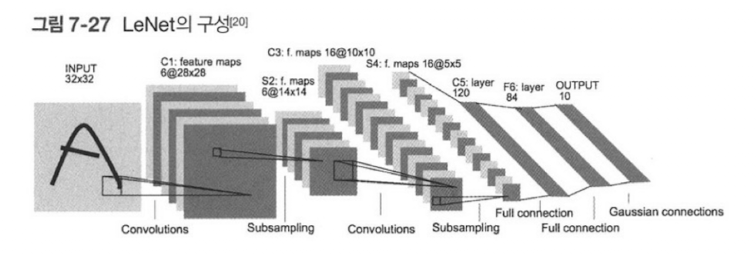 그림 7-27 LeNet의 구성[20]
INPUT
32x32
C1: feature maps
6@28x28
C3: f. maps 16@10x10
S2: f. maps
6@14x14
S4: f. maps 16@5x5
C5: layer
120
F6: layer
84
OUTPUT
10
Convolutions
Subsampling
Convolutions
Subsampling
Full connection
Full connection
Gaussian connections